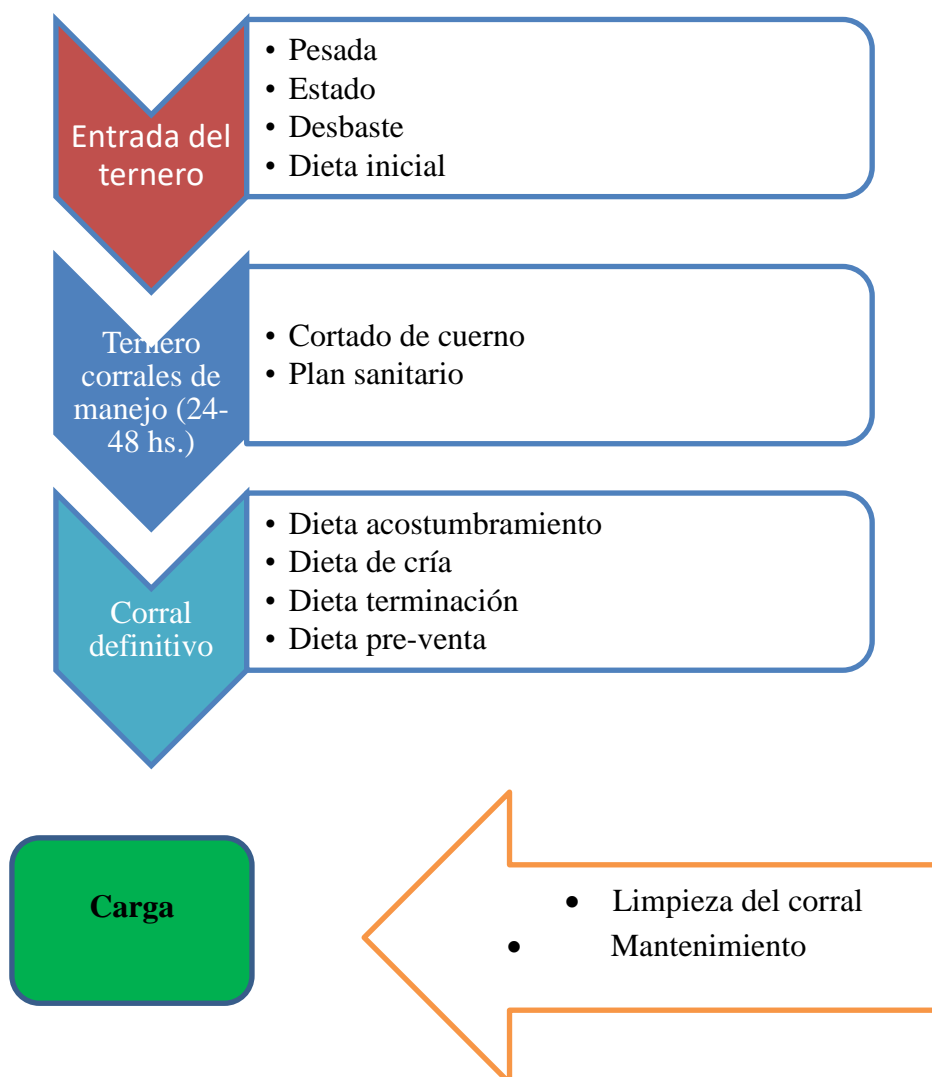 Entrada del
ternero
• Pesada
• Estado
• Desbaste
• Dieta inicial
Ternero
corrales de
manejo (24-
48 hs.)
• Cortado de cuerno
• Plan sanitario
Corral
definitivo
• Dieta acostumbramiento
• Dieta de cría
• Dieta terminación
• Dieta pre-venta
Carga
• Limpieza del corral
• Mantenimiento